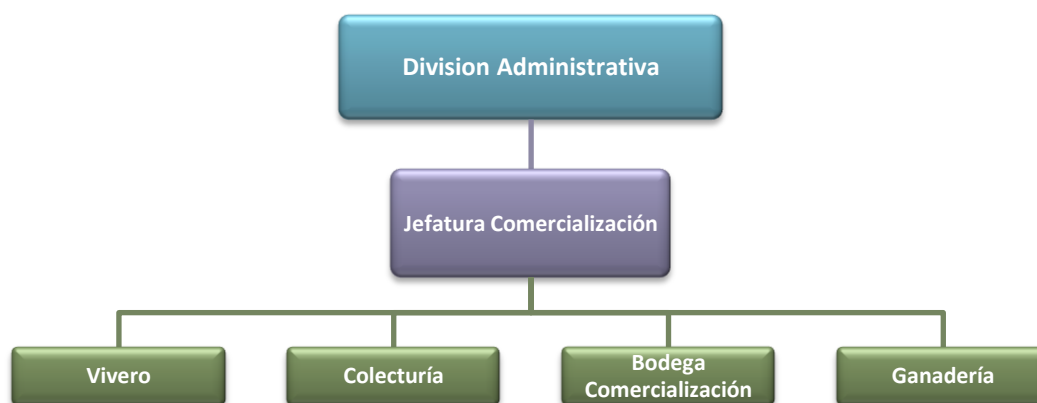 Division Administrativa
Jefatura Comercialización
Vivero
Colecturía
Bodega
Comercialización
Ganadería